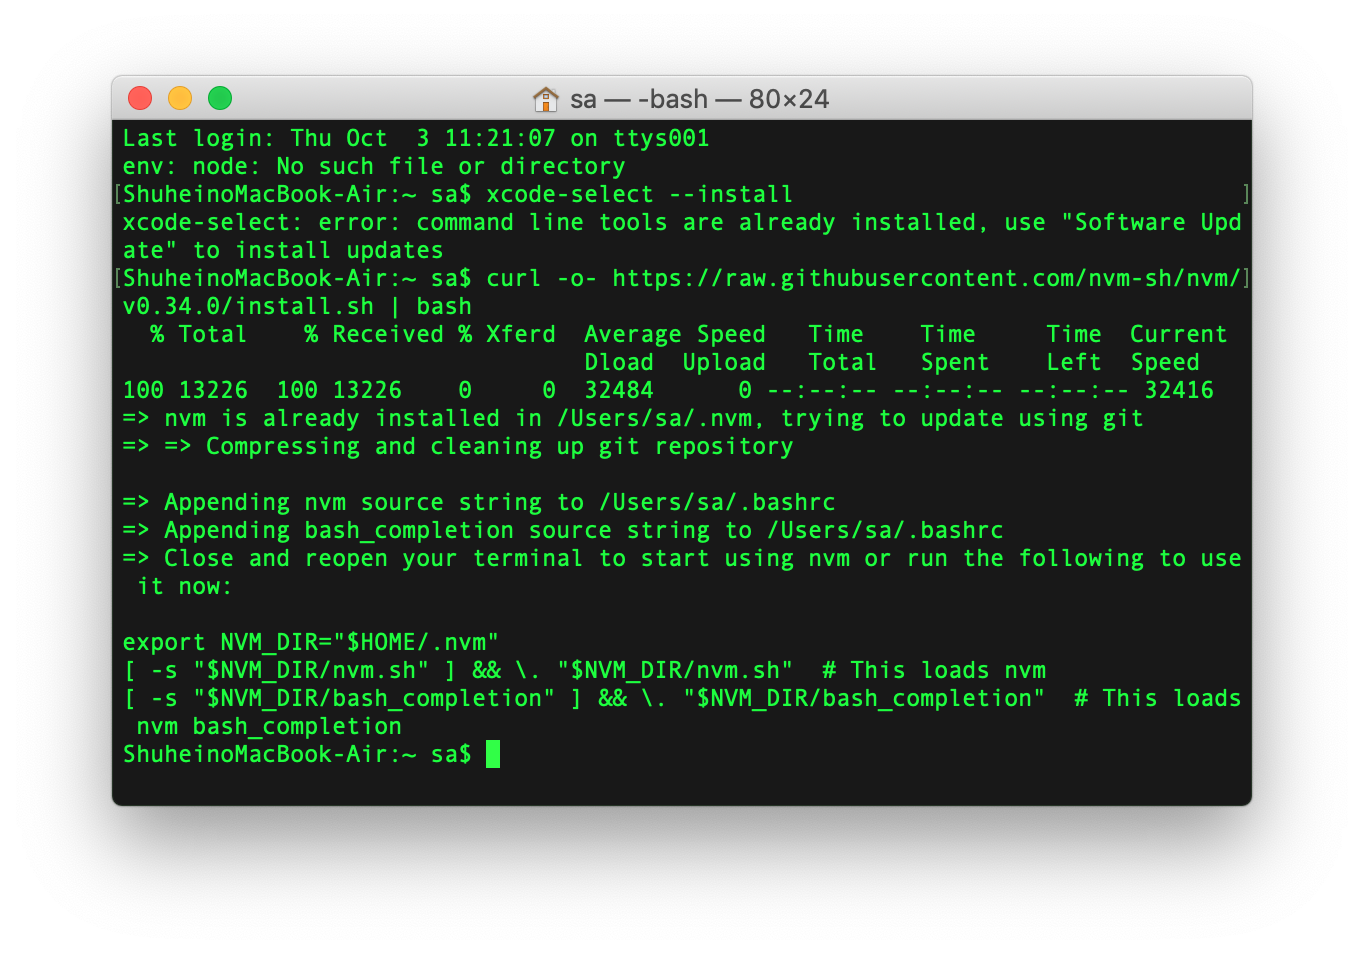 sa — -bash — 80×24
Last login: Thu Oct  3 11:21:07 on ttys001
env: node: No such file or directory
[ShuheinoMacBook-Air:~ sa$ xcode-select --install                                ]
xcode-select: error: command line tools are already installed, use "Software Upd
ate" to install updates
[ShuheinoMacBook-Air:~ sa$ curl -o- https://raw.githubusercontent.com/nvm-sh/nvm/]
v0.34.0/install.sh | bash
  % Total    % Received % Xferd  Average Speed   Time    Time     Time  Current
                                 Dload  Upload   Total   Spent    Left  Speed
100 13226  100 13226    0     0  32484      0 --:--:-- --:--:-- --:--:-- 32416
=> nvm is already installed in /Users/sa/.nvm, trying to update using git
=> => Compressing and cleaning up git repository

=> Appending nvm source string to /Users/sa/.bashrc
=> Appending bash_completion source string to /Users/sa/.bashrc
=> Close and reopen your terminal to start using nvm or run the following to use
 it now:

export NVM_DIR="$HOME/.nvm"
[ -s "$NVM_DIR/nvm.sh" ] && \. "$NVM_DIR/nvm.sh"  # This loads nvm
[ -s "$NVM_DIR/bash_completion" ] && \. "$NVM_DIR/bash_completion"  # This loads
 nvm bash_completion
ShuheinoMacBook-Air:~ sa$